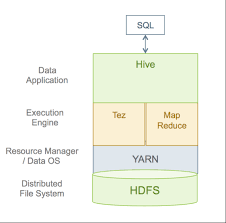 SQL
Data
Application
Hive
Execution
Engine
Tez
Map
Reduce
Resource Manager
/ Data OS
YARN
Distributed
File System
HDFS